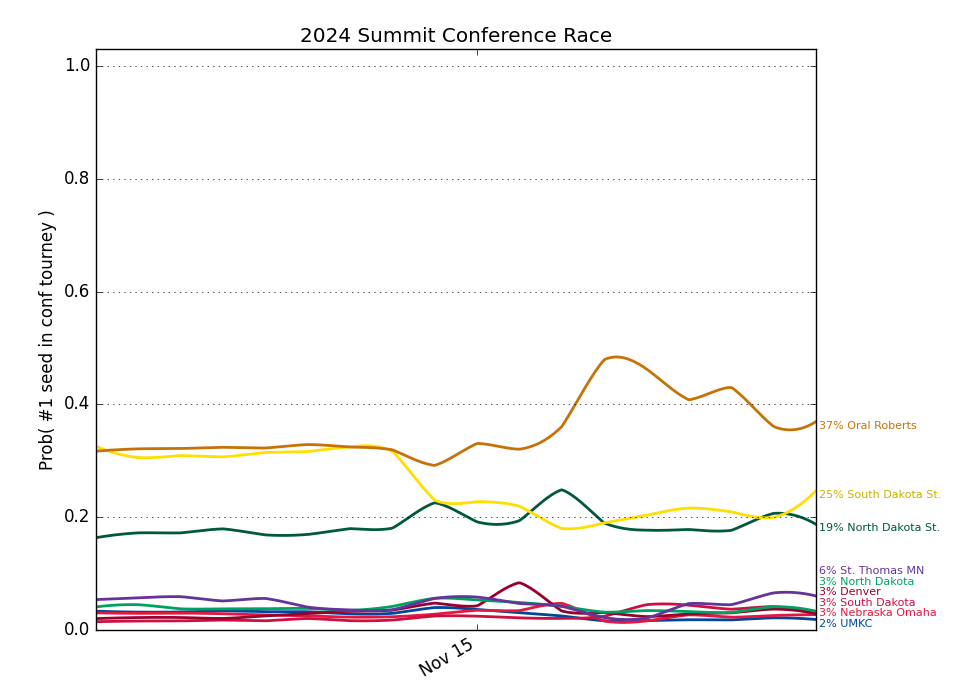 2024 Summit Conference Race
Prob( #1 seed in conf tourney )
1.0
0.8
0.6
0.4
0.2
0.0
Nov 15
37% Oral Roberts
25% South Dakota St.
19% North Dakota St.
6% St. Thomas MN
3% North Dakota
3% Denver
3% South Dakota
3% Nebraska Omaha
2% UMKC